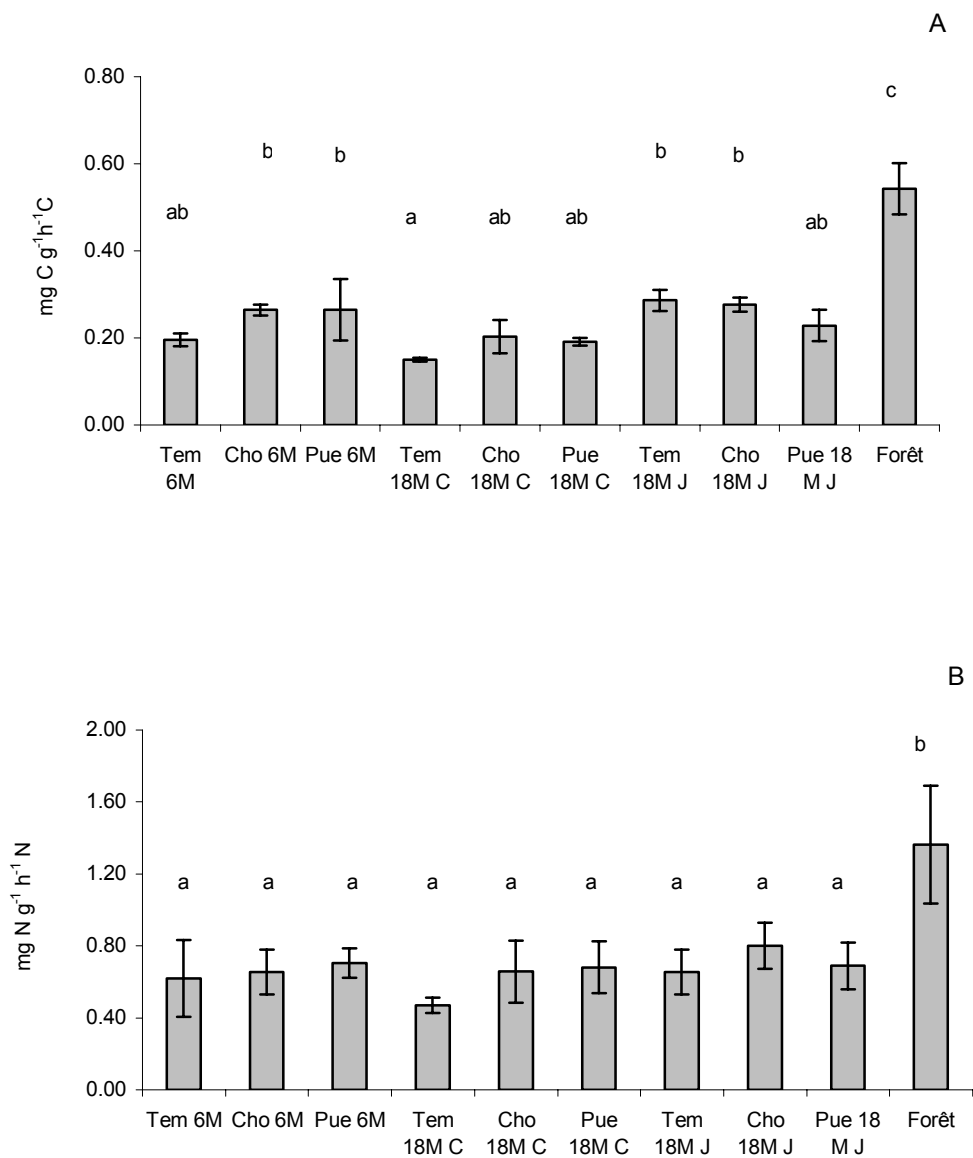 A
0.80
0.60
0.40
0.20
0.00
mg C g⁻¹h⁻¹C
ab
b
b
a
ab
ab
b
b
ab
c
Tem
6M
Cho 6M
Pue 6M
Tem
18M C
Cho
18M C
Pue
18M C
Tem
18M J
Cho
18M J
Pue 18
M J
Forêt
B
2.00
1.60
1.20
0.80
0.40
0.00
mg N g⁻¹ h⁻¹ N
a
a
a
a
a
a
a
a
a
b
Tem 6M
Cho 6M
Pue 6M
Tem
18M C
Cho
18M C
Pue
18M C
Tem
18M J
Cho
18M J
Pue 18
M J
Forêt